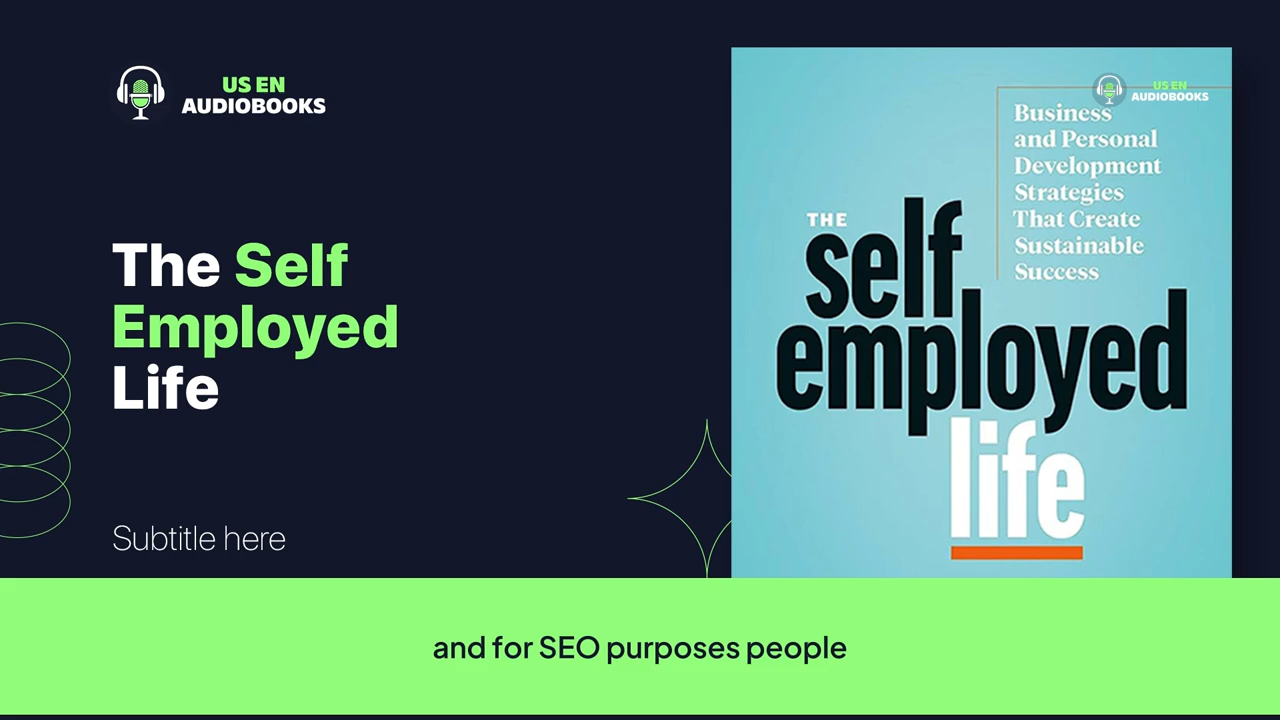 US EN
AUDIOBOOKS
The Self
Employed
Life
Subtitle here
US EN
AUDIOBOOKS
Business
and Personal
Development
Strategies
That Create
Sustainable
Success
THE
self
employed
life
and for SEO purposes people